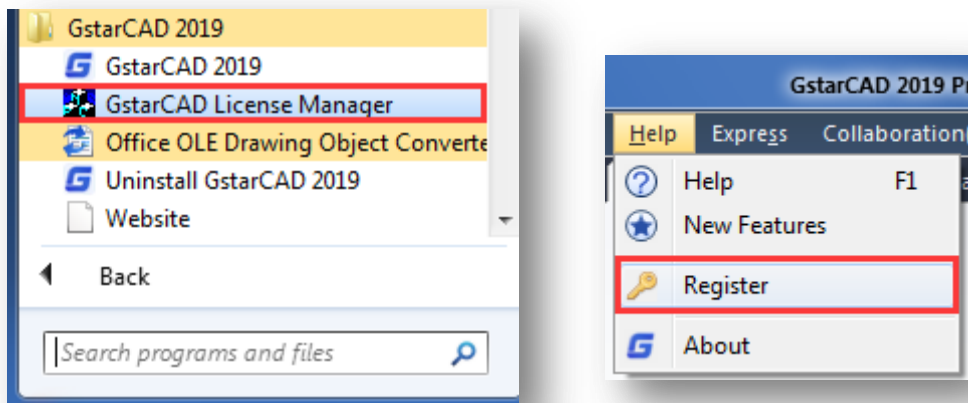 GstarCAD 2019
GstarCAD 2019
GstarCAD License Manager
Office OLE Drawing Object Converte
Uninstall GstarCAD 2019
Website
Back
Search programs and files
GstarCAD 2019 Pr
Help Express Collaboration(
Help F1
New Features
Register
About